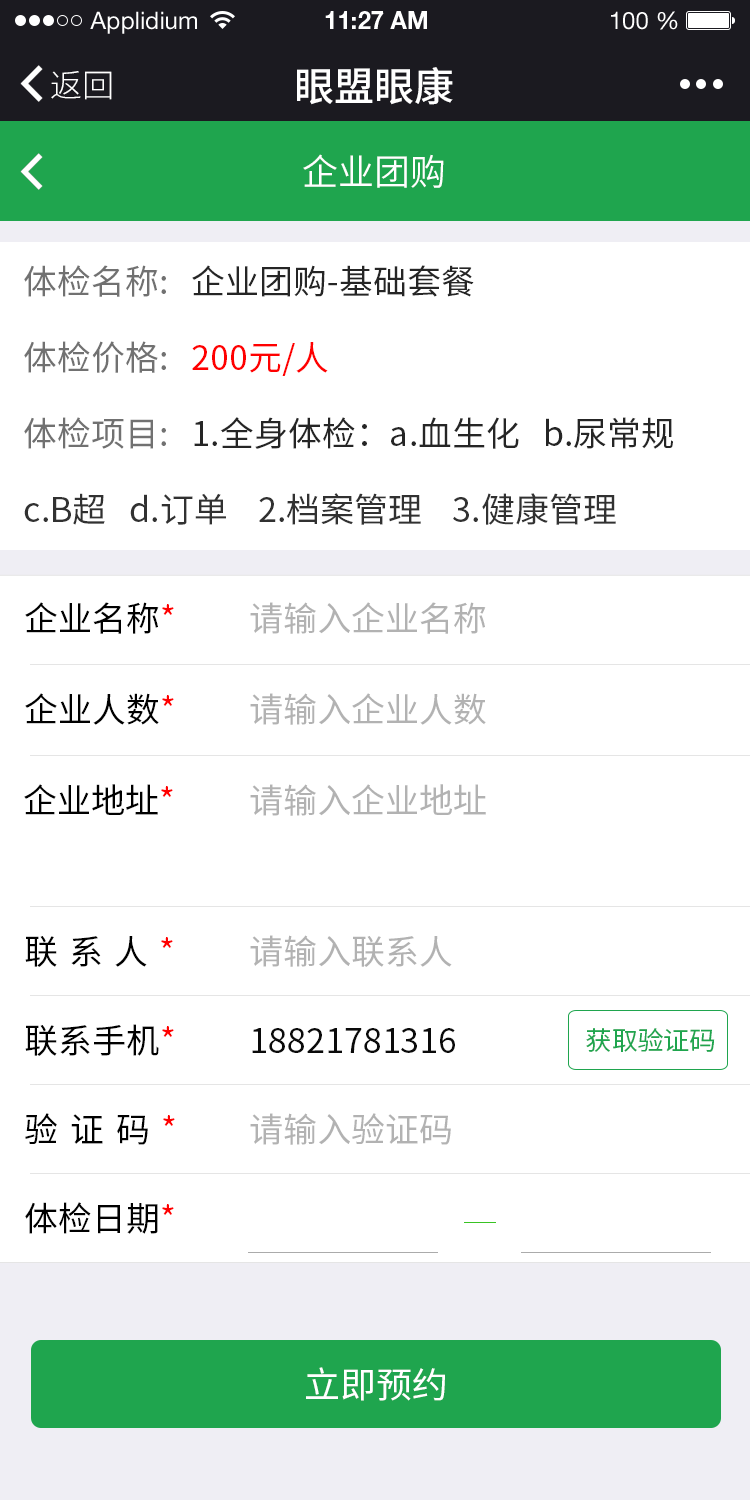 Applidium 11:27 AM 100 %
返回 眼盟眼康
企业团购
体检名称: 企业团购-基础套餐
体检价格: 200元/人
体检项目: 1.全身体检：a.血生化 b.尿常规
c.B超 d.订单 2.档案管理 3.健康管理
企业名称* 请输入企业名称
企业人数* 请输入企业人数
企业地址* 请输入企业地址
联 系 人 * 请输入联系人
联系手机* 18821781316 获取验证码
验 证 码 * 请输入验证码
体检日期* —
立即预约